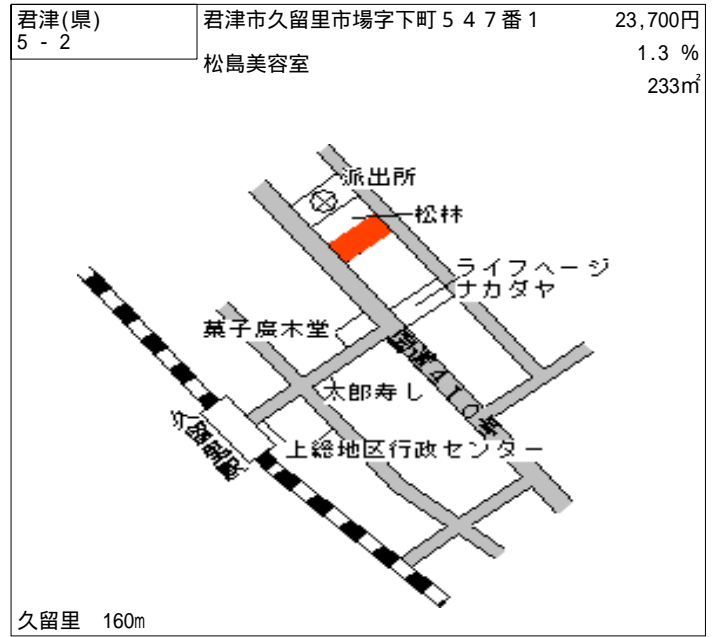 君津(県)
5 - 2
君津市久留里市場字下町５４７番１
23,700円
松島美容室
1.3 %
233㎡
派出所
松林
ライフページ
ナカダヤ
菓子廣木堂
国道410号
太郎寿し
上総地区行政センター
久留里駅
久留里 160m